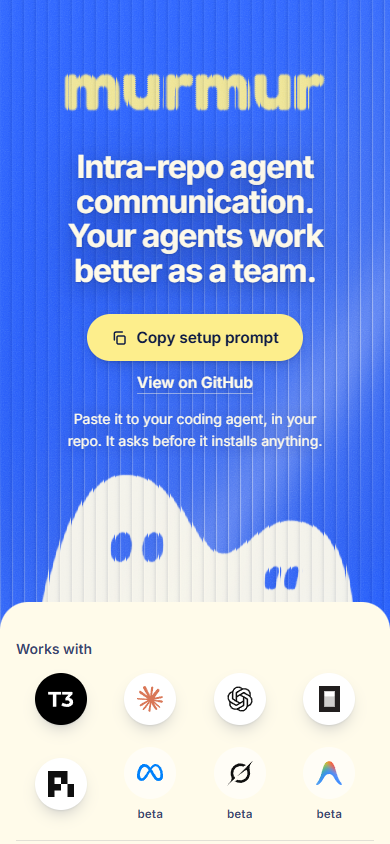 murmur
Intra-repo agent
communication.
Your agents work
better as a team.
Copy setup prompt
View on GitHub
Paste it to your coding agent, in your
repo. It asks before it installs anything.
Works with
T3
beta
beta
beta